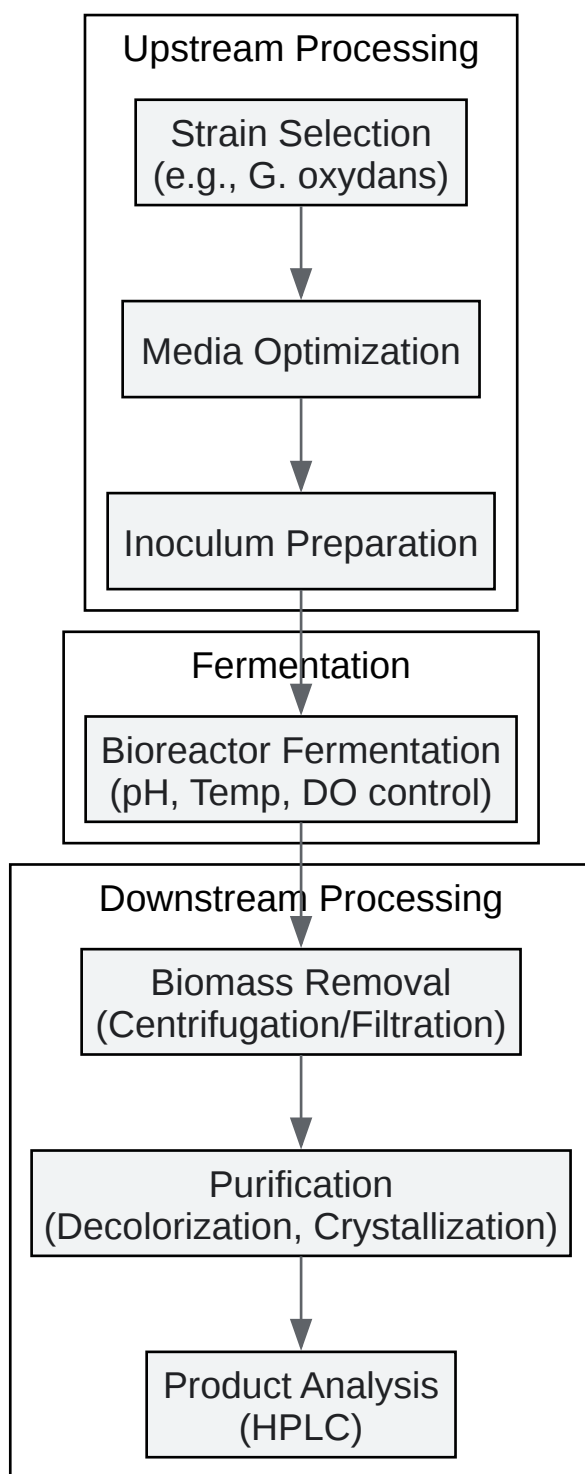 Upstream Processing
Strain Selection
(e.g., G. oxydans)
Media Optimization
Inoculum Preparation
Fermentation
Bioreactor Fermentation
(pH, Temp, DO control)
Downstream Processing
Biomass Removal
(Centrifugation/Filtration)
Purification
(Decolorization, Crystallization)
Product Analysis
(HPLC)